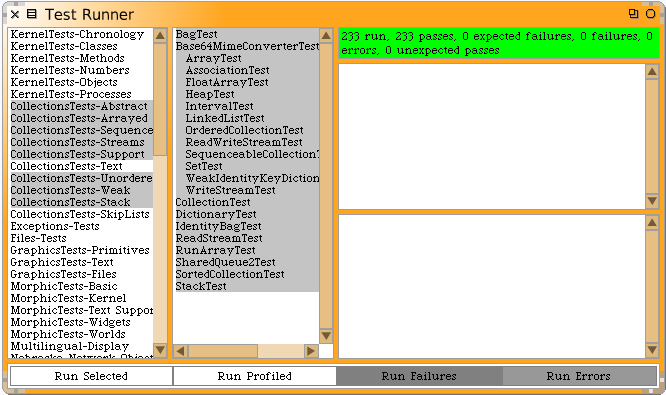 Test Runner
KernelTests-Chronology
KernelTests-Classes
KernelTests-Methods
KernelTests-Numbers
KernelTests-Objects
KernelTests-Processes
CollectionsTests-Abstract
CollectionsTests-Arrayed
CollectionsTests-Sequence
CollectionsTests-Streams
CollectionsTests-Support
CollectionsTests-Text
CollectionsTests-Unordere
CollectionsTests-Weak
CollectionsTests-Stack
CollectionsTests-SkipLists
Exceptions-Tests
Files-Tests
GraphicsTests-Primitives
GraphicsTests-Text
GraphicsTests-Files
MorphicTests-Basic
MorphicTests-Kernel
MorphicTests-Text Suppor
MorphicTests-Widgets
MorphicTests-Worlds
Multilingual-Display
Nebraska-Network-Object
BagTest
Base64MimeConverterTest
ArrayTest
AssociationTest
FloatArrayTest
HeapTest
IntervalTest
LinkedListTest
OrderedCollectionTest
ReadWriteStreamTest
SequenceableCollectionT
SetTest
WeakIdentityKeyDiction
WriteStreamTest
CollectionTest
DictionaryTest
IdentityBagTest
ReadStreamTest
RunArrayTest
SharedQueue2Test
SortedCollectionTest
StackTest
233 run, 233 passes, 0 expected failures, 0 failures, 0
errors, 0 unexpected passes
Run Selected
Run Profiled
Run Failures
Run Errors